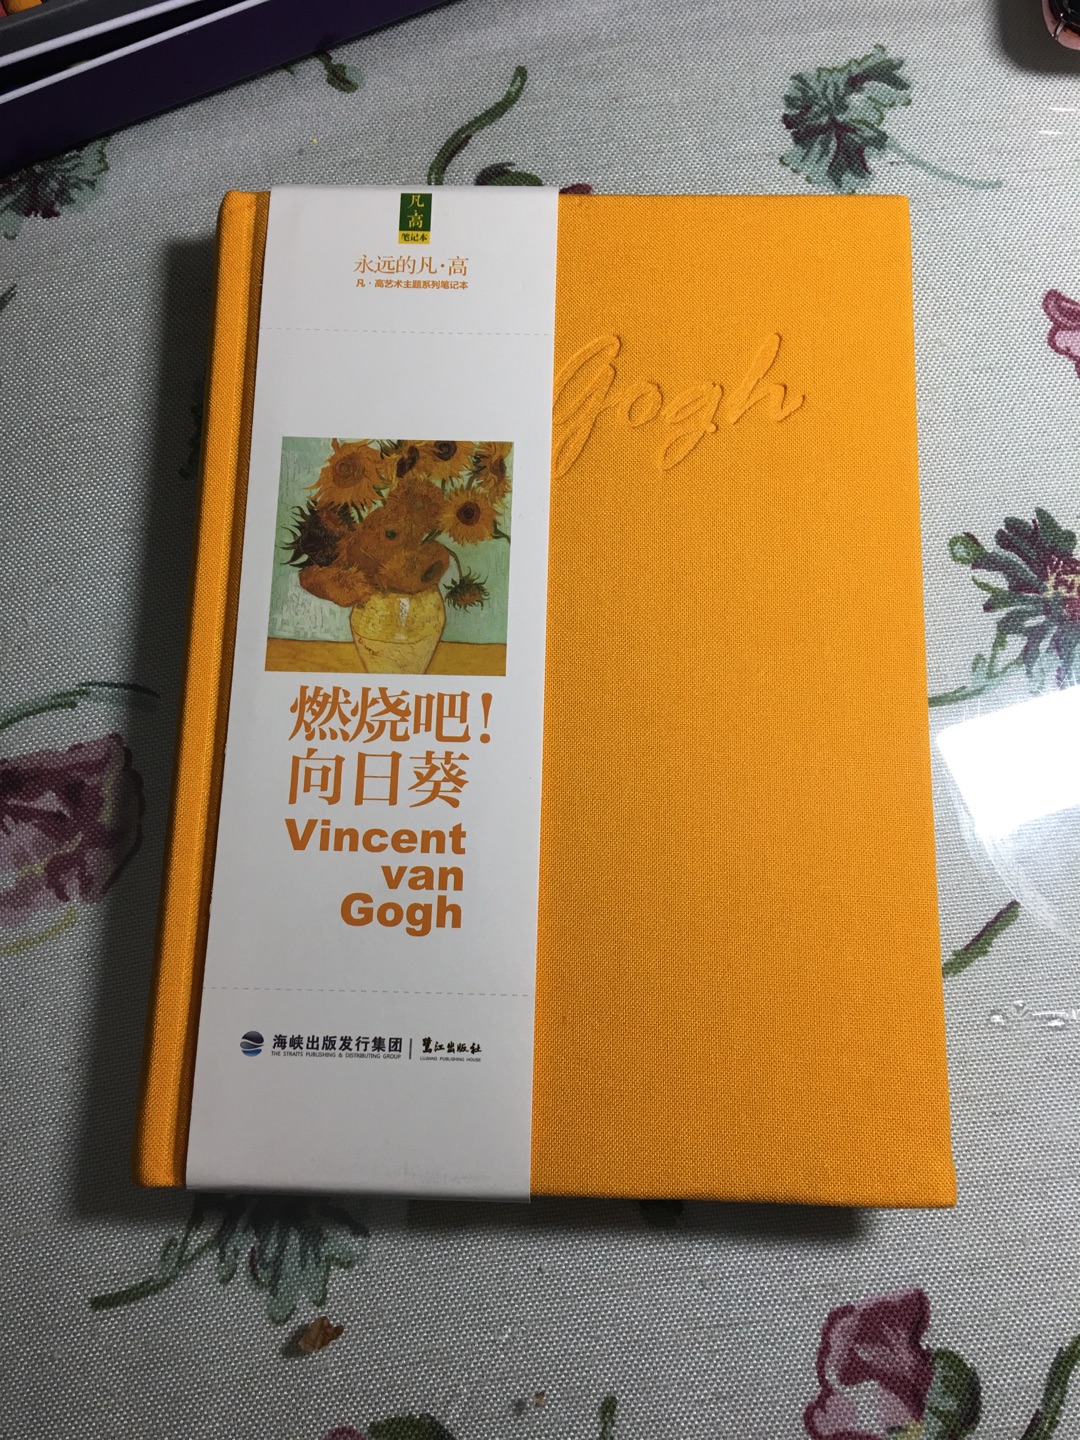 凡
高
笔记本
永远的凡·高
凡·高艺术主题系列笔记本
Gogh
燃烧吧！
向日葵
Vincent
van
Gogh
海峡出版发行集团
THE STRAITS PUBLISHING & DISTRIBUTING GROUP
鹭江出版社
LUJIANG PUBLISHING HOUSE